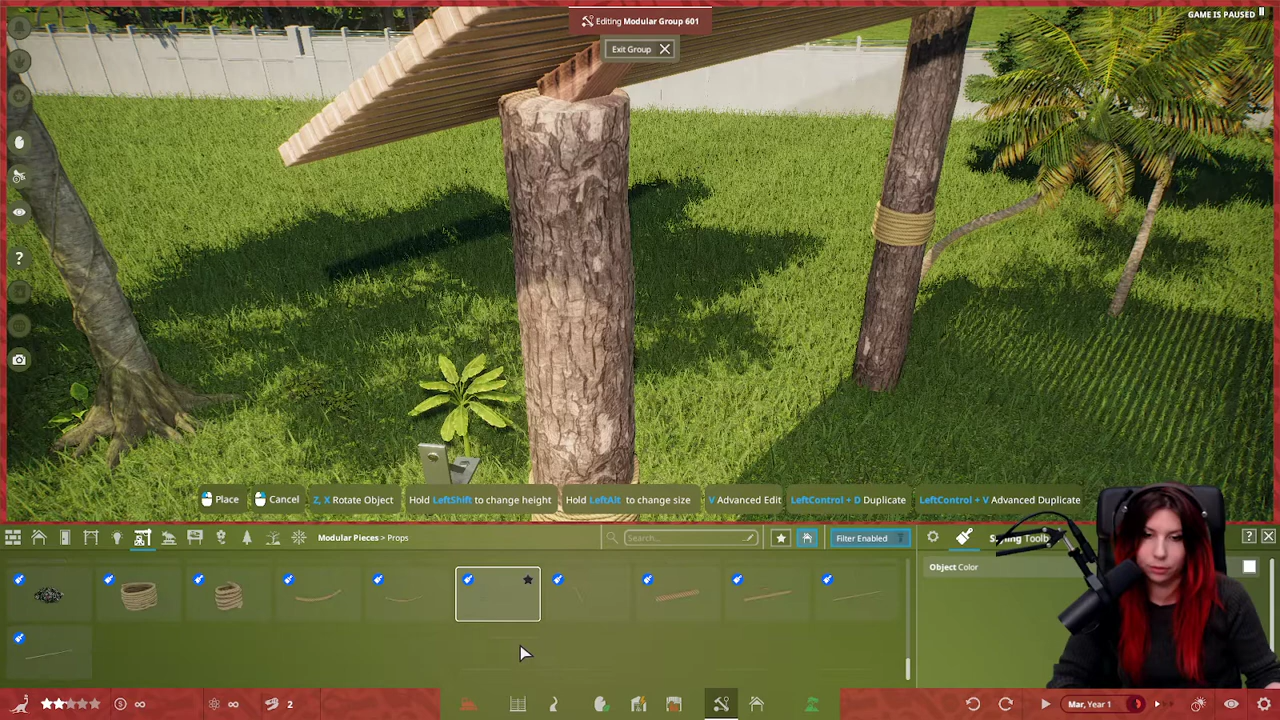 Editing Modular Group 601
GAME IS PAUSED
Exit Group
?
Place
Cancel
Z, X Rotate Object
Hold LeftShift to change height
Hold LeftAlt to change size
V Advanced Edit
LeftControl + D Duplicate
LeftControl + V Advanced Duplicate
Modular Pieces > Props
Search...
Filter Enabled
Styling Tools
?
Object Color
∞
∞
2
Mar, Year 1